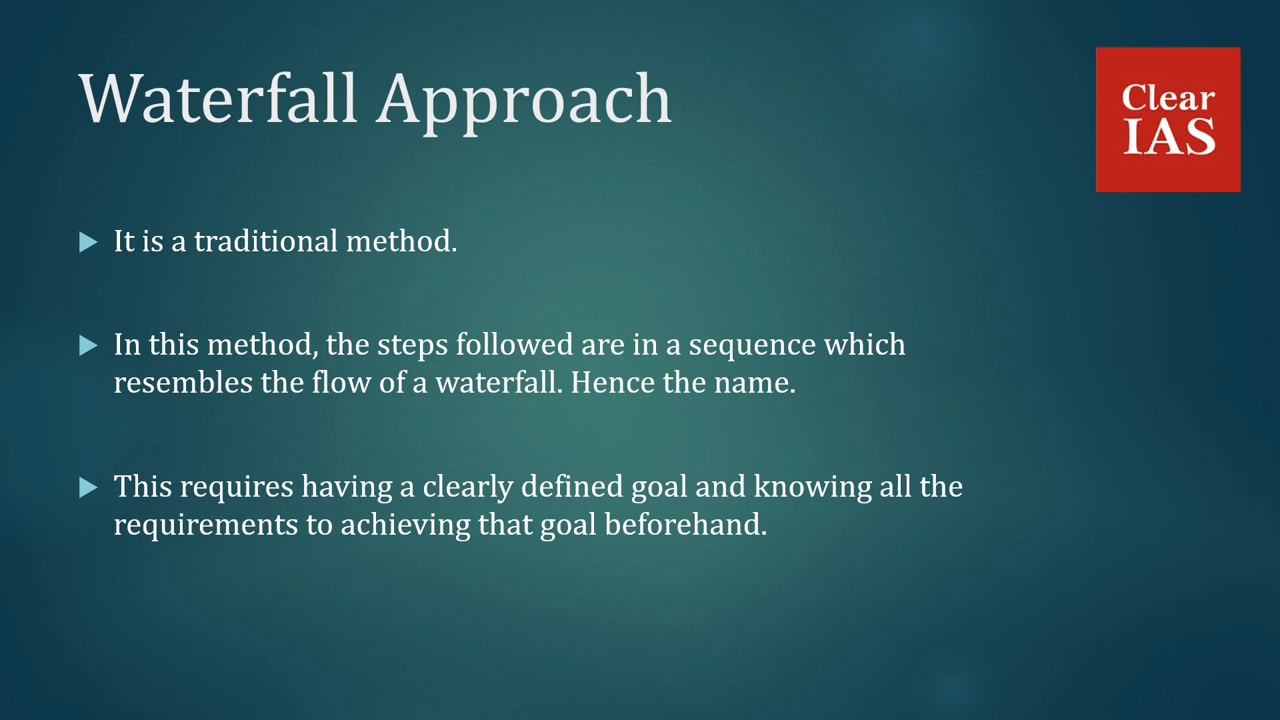 Waterfall Approach
Clear
IAS
It is a traditional method.
In this method, the steps followed are in a sequence which
resembles the flow of a waterfall. Hence the name.
This requires having a clearly defined goal and knowing all the
requirements to achieving that goal beforehand.